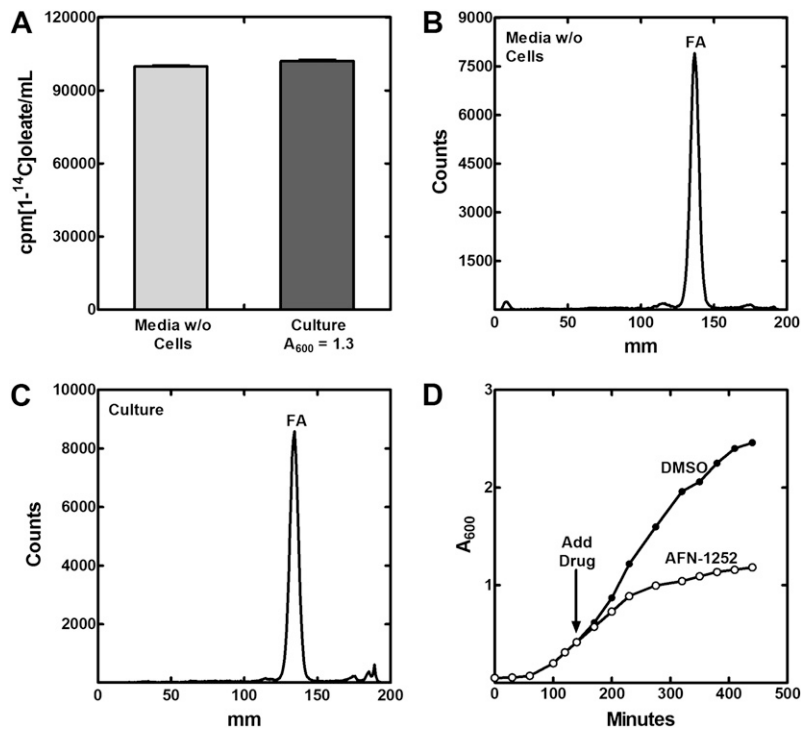 A
cpm[1-¹⁴C]oleate/mL
120000
90000
60000
30000
0
Media w/o
Cells
Culture
A₆₀₀ = 1.3
B
Media w/o
Cells
FA
Counts
9000
7500
6000
4500
3000
1500
0
50
100
150
200
mm
C
Culture
FA
Counts
10000
8000
6000
4000
2000
0
50
100
150
200
mm
D
A₆₀₀
3
2
1
0
DMSO
Add
Drug
AFN-1252
0
100
200
300
400
500
Minutes